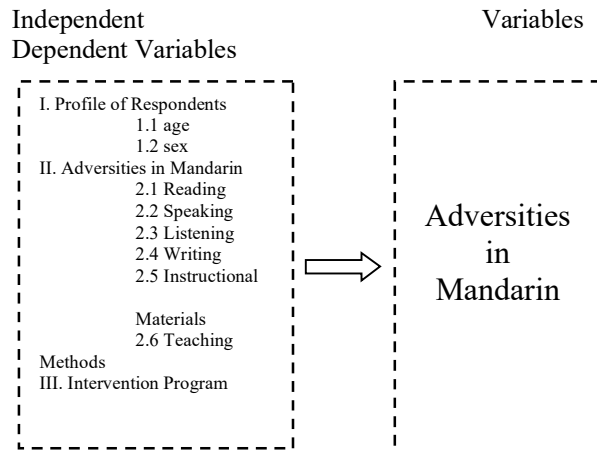 Independent Variables
Dependent Variables
I. Profile of Respondents
1.1 age
1.2 sex
II. Adversities in Mandarin
2.1 Reading
2.2 Speaking
2.3 Listening
2.4 Writing
2.5 Instructional
Materials
2.6 Teaching
Methods
III. Intervention Program
Adversities
in
Mandarin